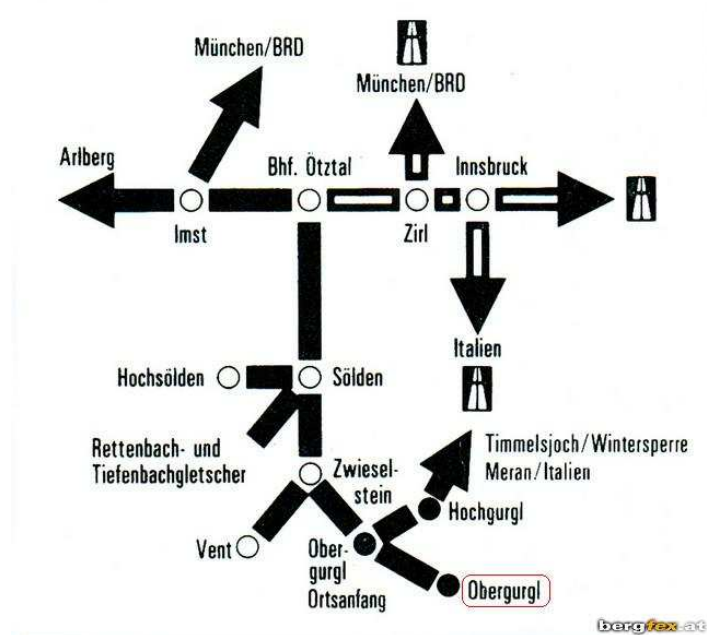 München/BRD
München/BRD
Arlberg
Bhf. Ötztal
Innsbruck
Imst
Zirl
Italien
Hochsölden
Sölden
Rettenbach- und
Tiefenbachgletscher
Timmelsjoch/Wintersperre
Meran/Italien
Zwiesel-
stein
Hochgurgl
Vent
Ober-
gurgl
Ortsanfang
Obergurgl
bergfex.at